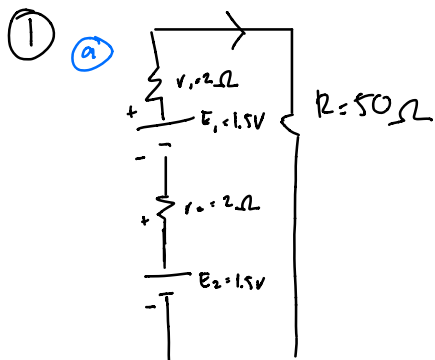 ① ⓐ
r₁=2Ω
+ E₁=1.5V
R=50Ω
-
+ r₂=2Ω
E₂=1.5V
-